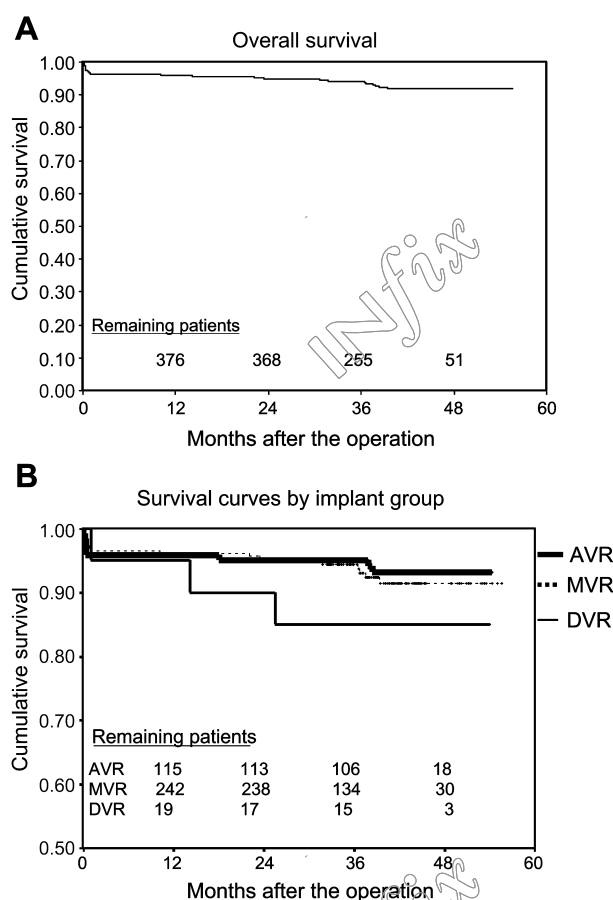 A
Overall survival
1.00
0.90
0.80
0.70
0.60
0.50
0.40
0.30
0.20
0.10
0.00
Cumulative survival
Remaining patients
376 368 255 51
0 12 24 36 48 60
Months after the operation
INfix
B
Survival curves by implant group
1.00
0.90
0.80
0.70
0.60
0.50
Cumulative survival
AVR
MVR
DVR
Remaining patients
AVR 115 113 106 18
MVR 242 238 134 30
DVR 19 17 15 3
0 12 24 36 48 60
Months after the operation